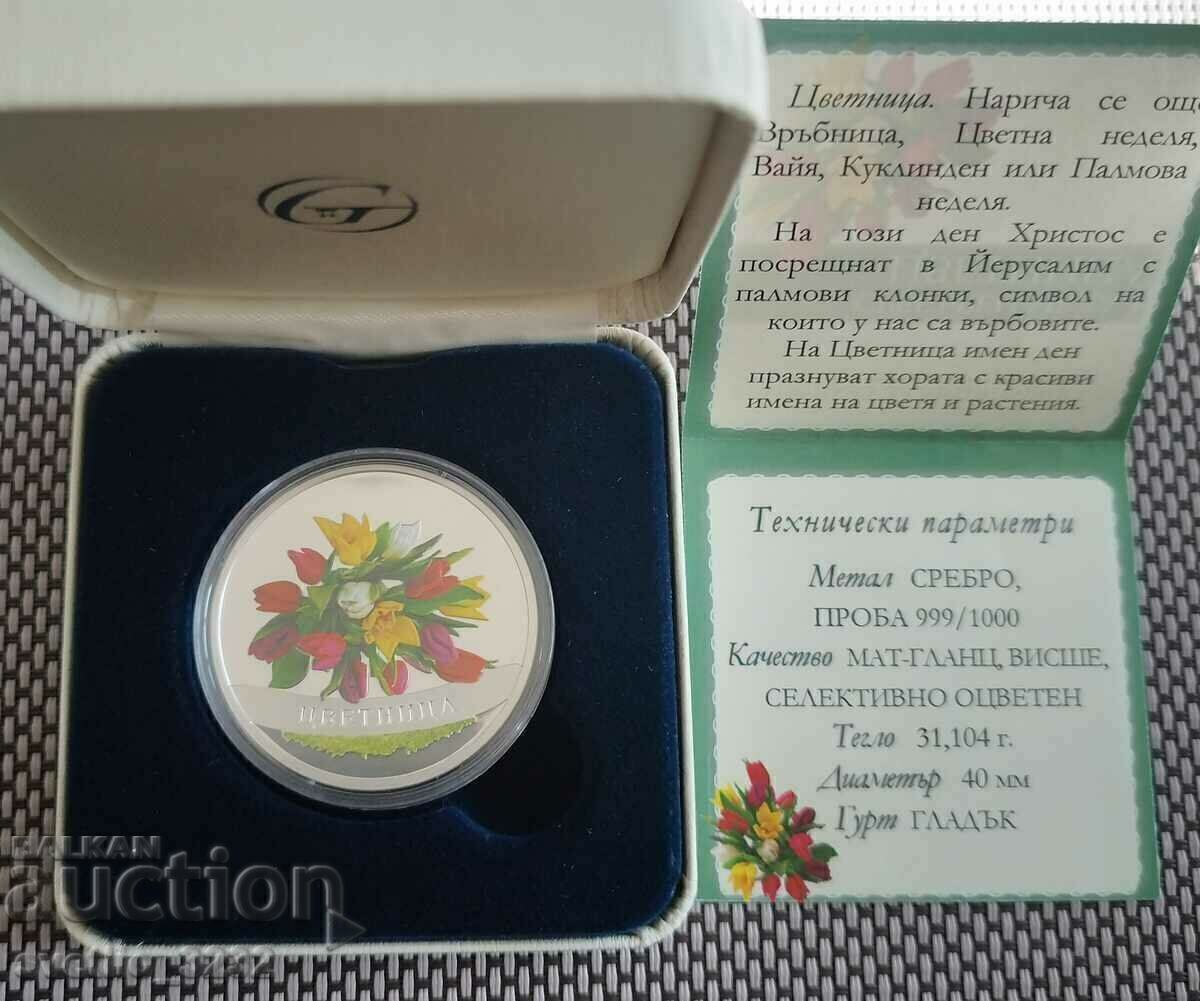 Цветница. Нарича се още
Връбница, Цветна неделя,
Вайя, Куклинден или Палмова
неделя.
На този ден Христос е
посрещнат в Йерусалим с
палмови клонки, символ на
които у нас са върбовите.
На Цветница имен ден
празнуват хората с красиви
имена на цветя и растения.
Технически параметри
Метал СРЕБРО,
ПРОБА 999/1000
Качество МАТ-ГЛАНЦ, ВИСШЕ,
СЕЛЕКТИВНО ОЦВЕТЕН
Тегло 31,104 г.
Диаметър 40 мм
Гурт ГЛАДЪК
ЦВЕТНИЦА
BALKAN
auction